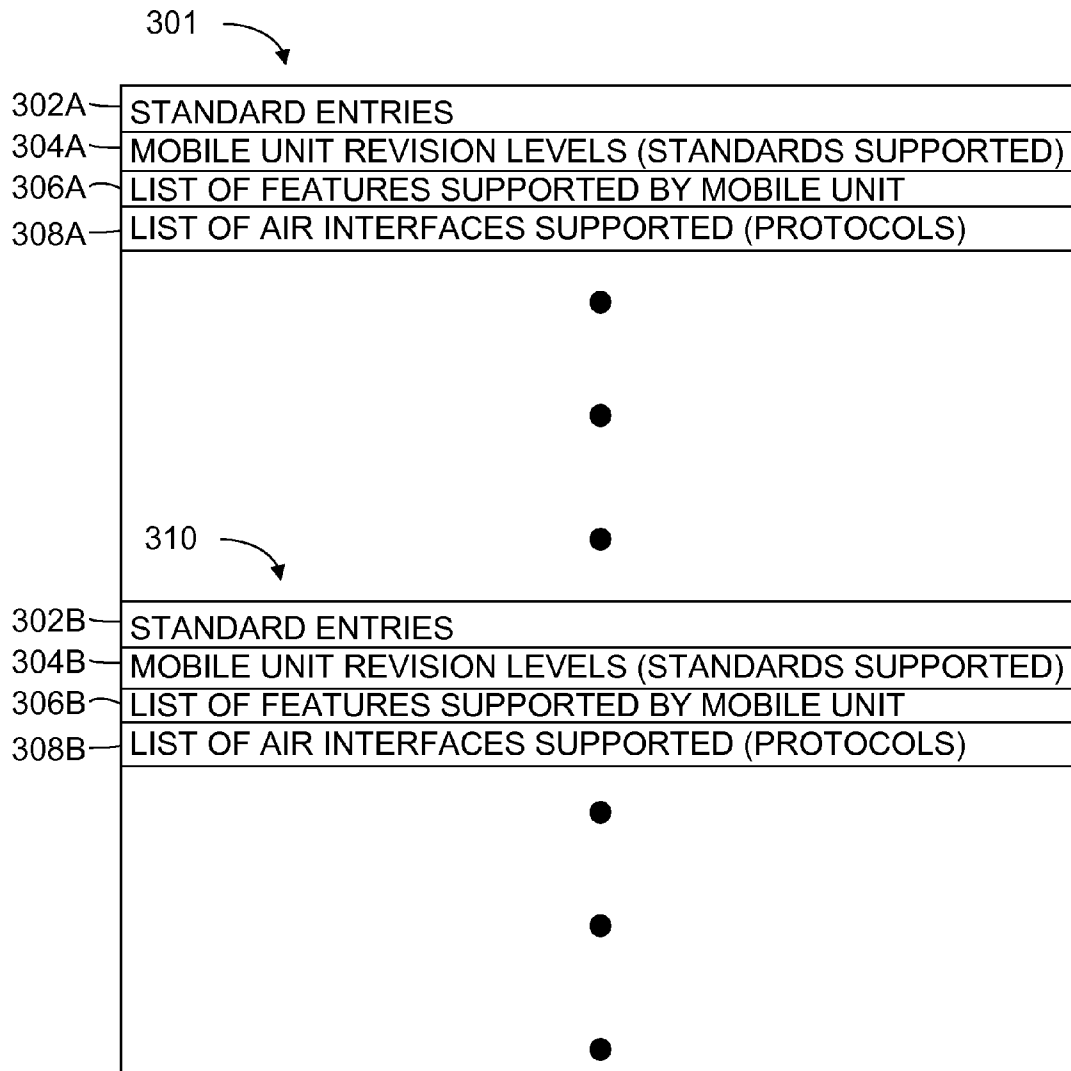 301
302A STANDARD ENTRIES
304A MOBILE UNIT REVISION LEVELS (STANDARDS SUPPORTED)
306A LIST OF FEATURES SUPPORTED BY MOBILE UNIT
308A LIST OF AIR INTERFACES SUPPORTED (PROTOCOLS)
310
302B STANDARD ENTRIES
304B MOBILE UNIT REVISION LEVELS (STANDARDS SUPPORTED)
306B LIST OF FEATURES SUPPORTED BY MOBILE UNIT
308B LIST OF AIR INTERFACES SUPPORTED (PROTOCOLS)